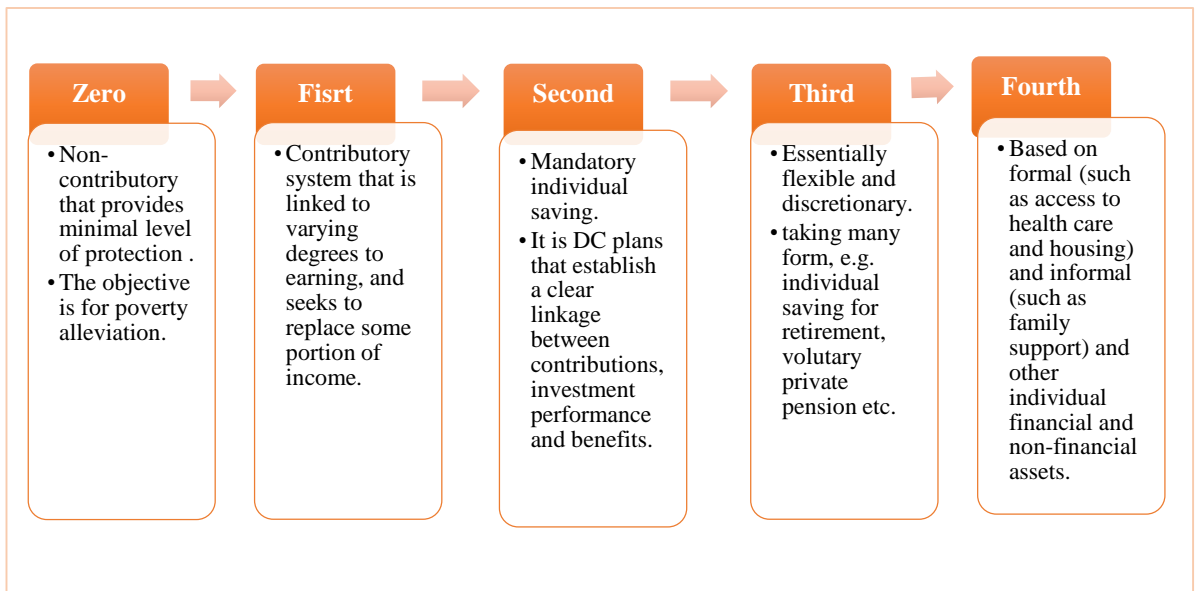 Zero
• Non-
contributory
that provides
minimal level
of protection .
• The objective
is for poverty
alleviation.
Fisrt
• Contributory
system that is
linked to
varying
degrees to
earning, and
seeks to
replace some
portion of
income.
Second
• Mandatory
individual
saving.
• It is DC plans
that establish
a clear
linkage
between
contributions,
investment
performance
and benefits.
Third
• Essentially
flexible and
discretionary.
• taking many
form, e.g.
individual
saving for
retirement,
volutary
private
pension etc.
Fourth
• Based on
formal (such
as access to
health care
and housing)
and informal
(such as
family
support) and
other
individual
financial and
non-financial
assets.